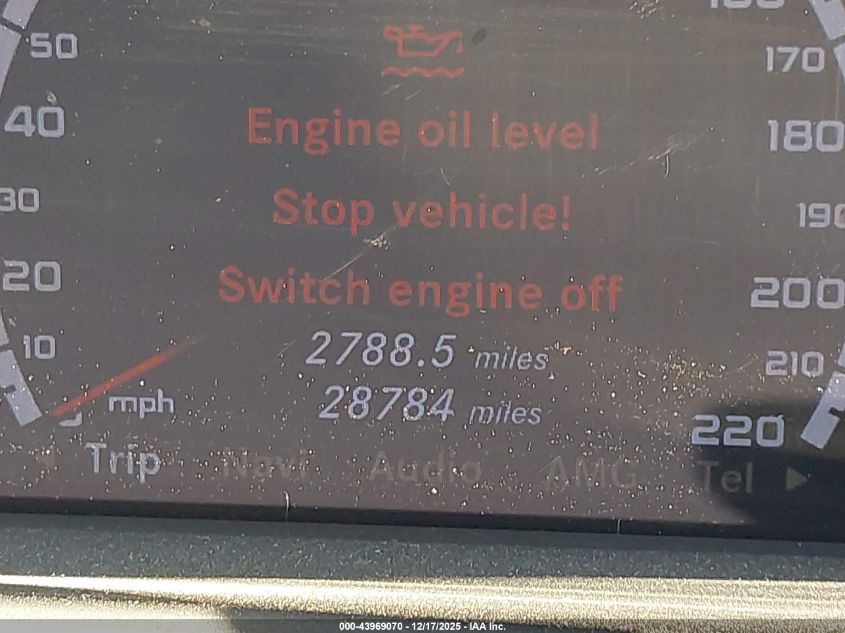 50
40
30
20
10
mph
Engine oil level
Stop vehicle!
Switch engine off
2788.5 miles
28784 miles
170
180
190
200
210
220
Trip Navi Audio AMG Tel
000-43969070 - 12/17/2025 - IAA Inc.